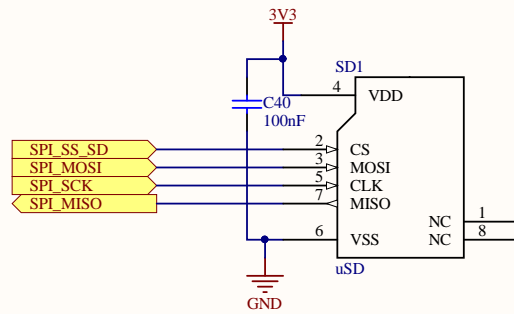 3V3
SD1
4 VDD
C40
100nF
SPI_SS_SD 2 CS
SPI_MOSI 3 MOSI
SPI_SCK 5 CLK
SPI_MISO 7 MISO
NC 1
6 VSS NC 8
uSD
GND